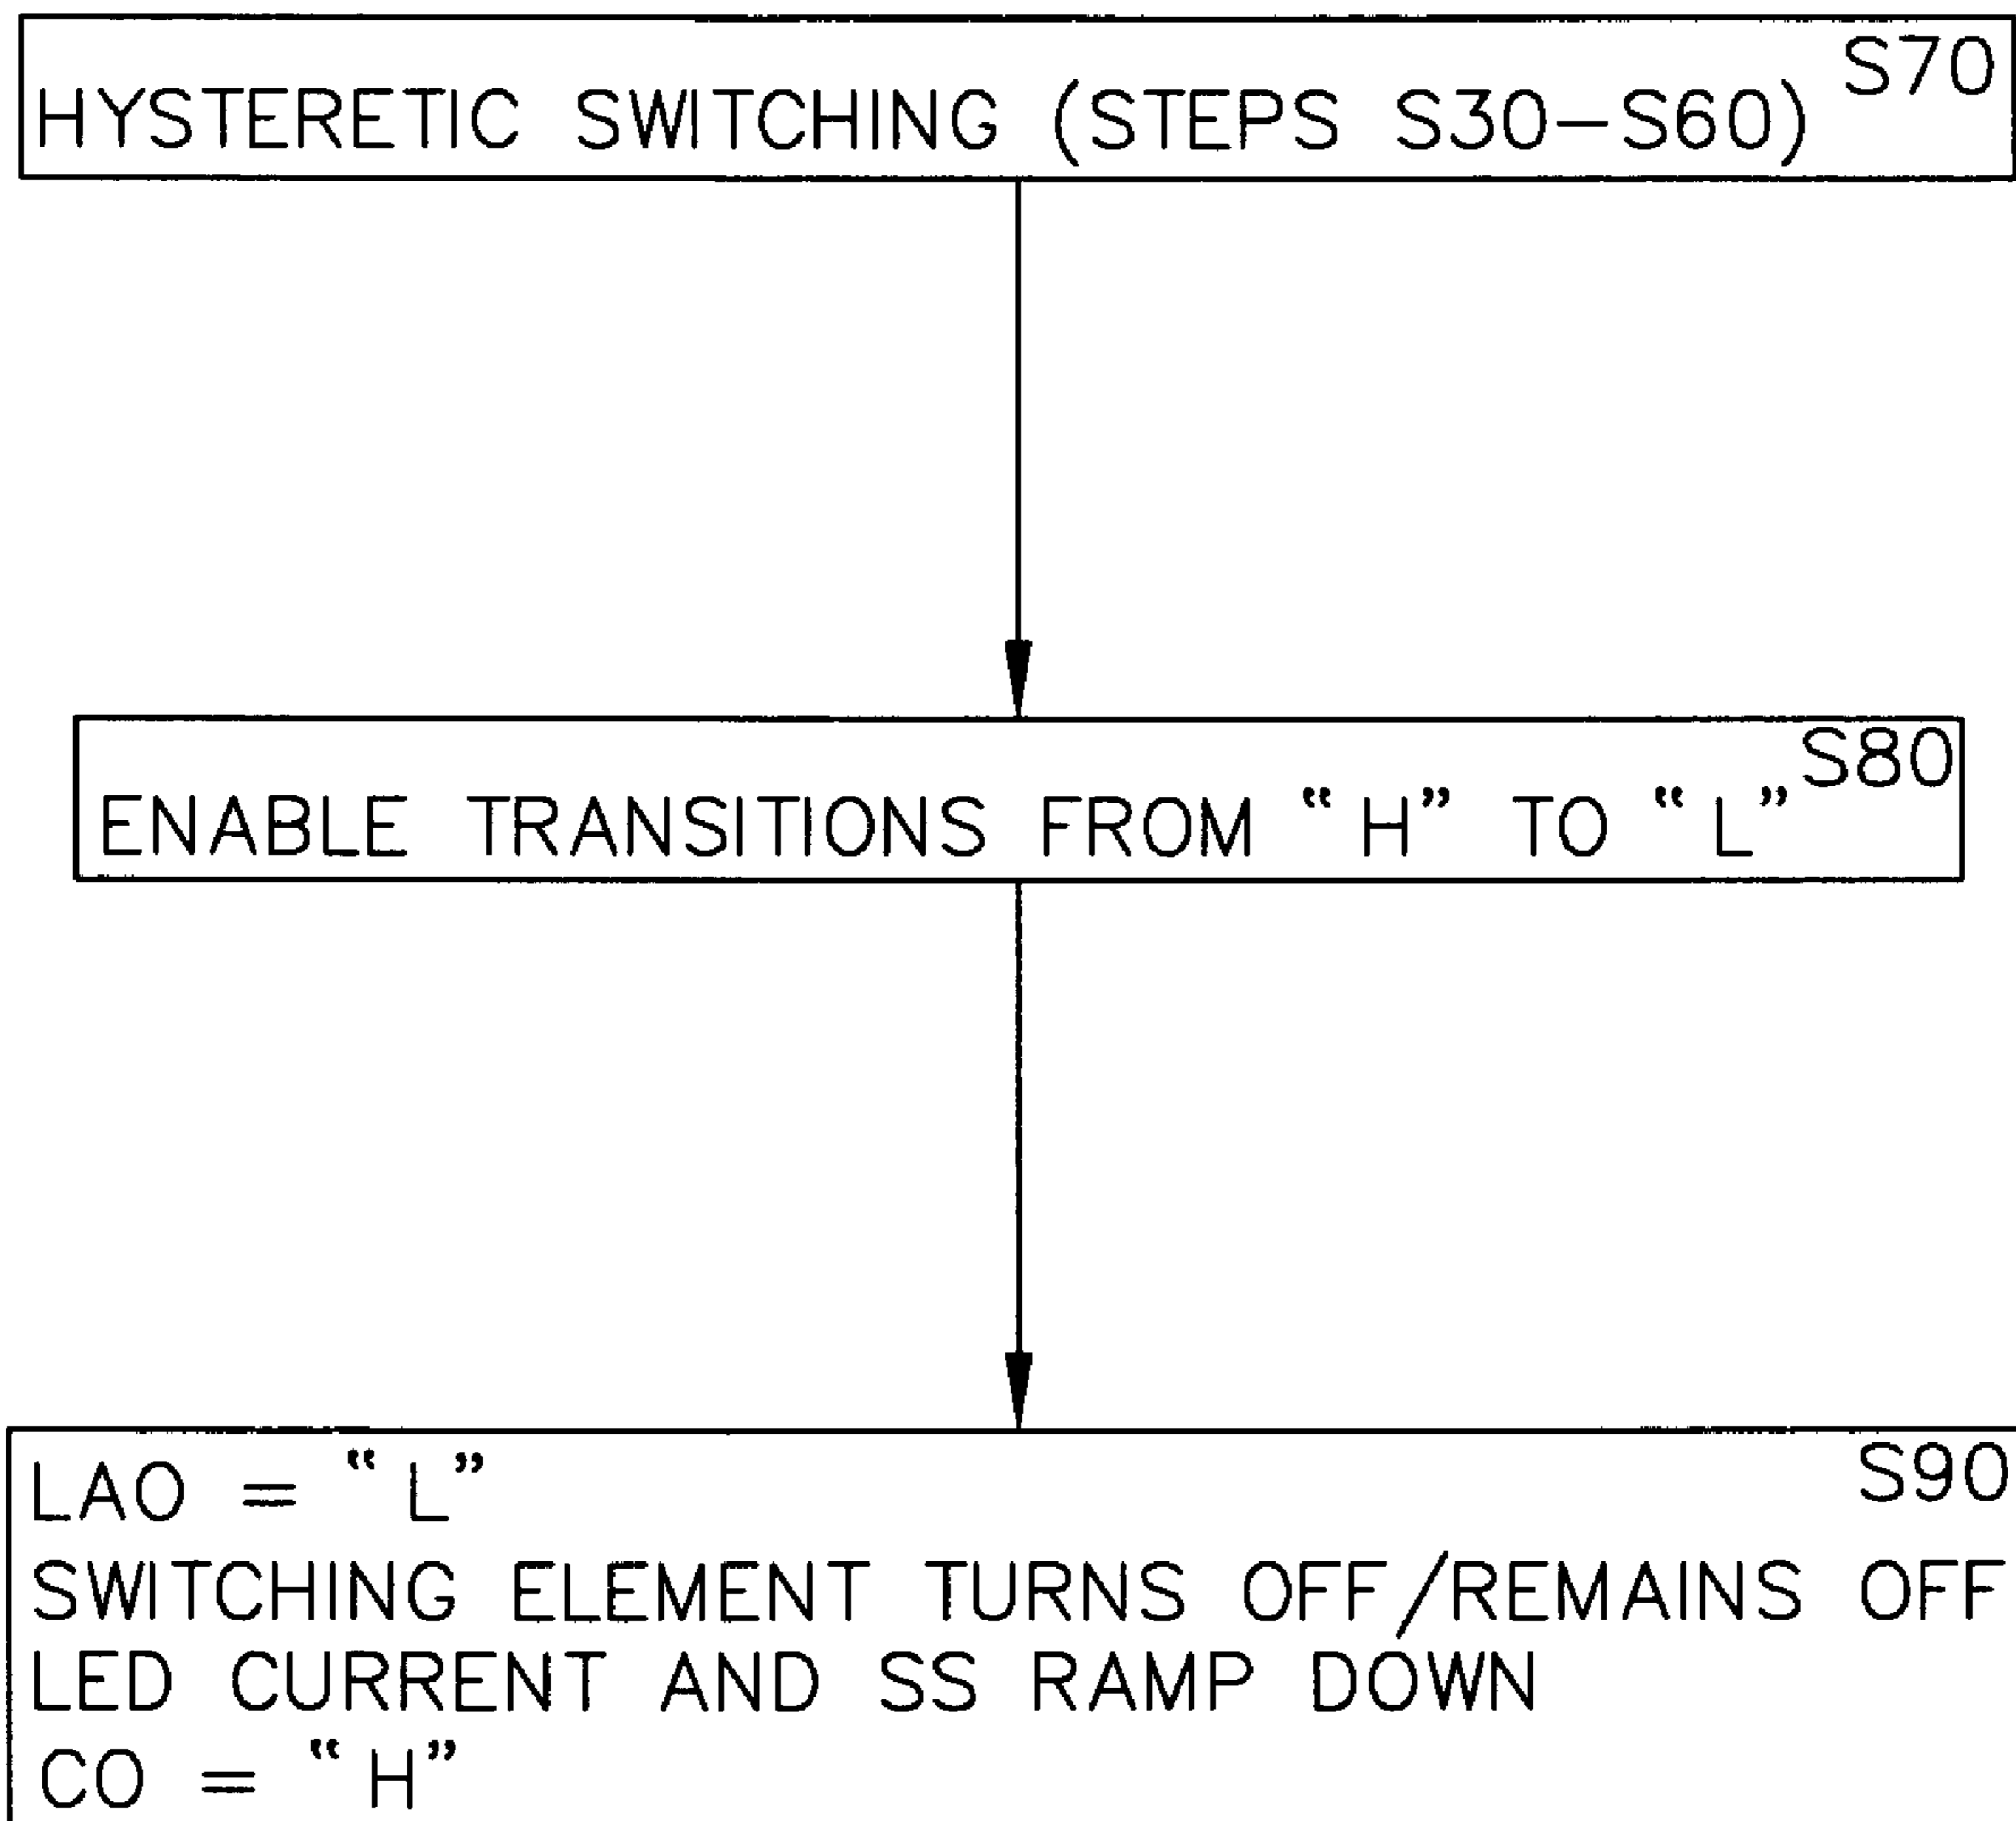 S70
HYSTERETIC SWITCHING (STEPS S30–S60)
S80
ENABLE TRANSITIONS FROM “H” TO “L”
S90
LAO = “L”
SWITCHING ELEMENT TURNS OFF/REMAINS OFF
LED CURRENT AND SS RAMP DOWN
CO = “H”